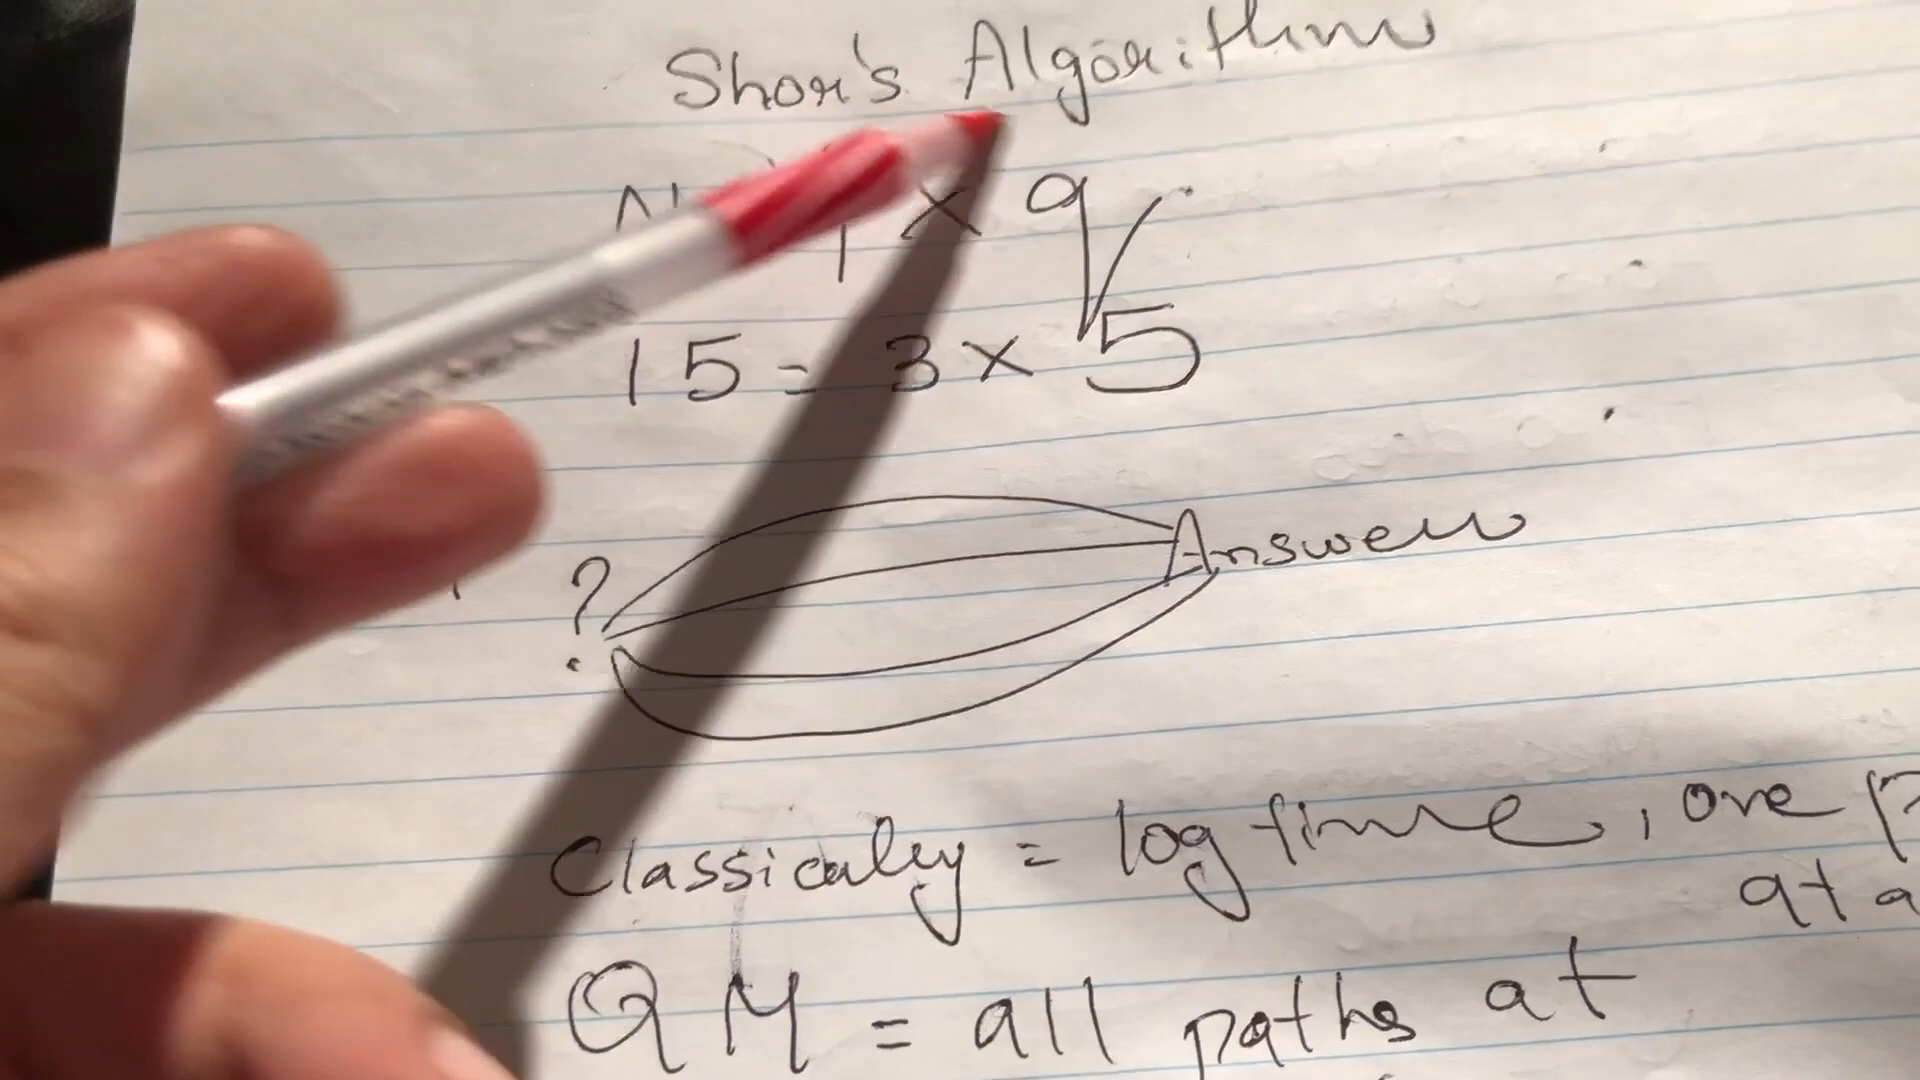 Shor's Algorithm
N × q
15 = 3 × 5
? Answer
Classically = log time, one
at a
QM = all paths at